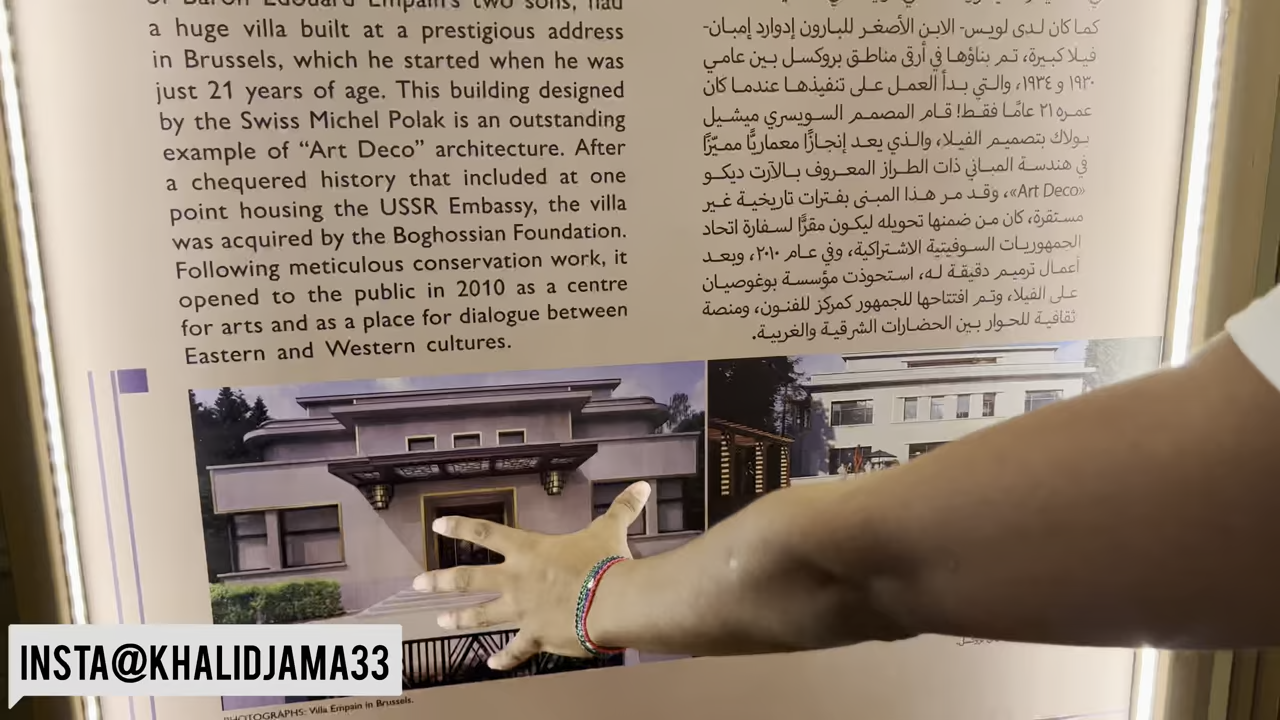 of Baron Edouard Empain's two sons, had
a huge villa built at a prestigious address
in Brussels, which he started when he was
just 21 years of age. This building designed
by the Swiss Michel Polak is an outstanding
example of “Art Deco” architecture. After
a chequered history that included at one
point housing the USSR Embassy, the villa
was acquired by the Boghossian Foundation.
Following meticulous conservation work, it
opened to the public in 2010 as a centre
for arts and as a place for dialogue between
Eastern and Western cultures.
كما كان لدى لويس- الابن الأصغر للبارون إدوارد إمبان-
فيلا كبيرة، تم بناؤها في أرقى مناطق بروكسل بين عامي
١٩٣٠ و ١٩٣٤، والتي بدأ العمل على تنفيذها عندما كان
عمره ٢١ عامًا فقط! قام المصمم السويسري ميشيل
بولاك بتصميم الفيلا، والذي يعد إنجازًا معماريًّا مميّزًا
في هندسة المباني ذات الطراز المعروف بالآرت ديكو
«Art Deco»، وقد مر هذا المبنى بفترات تاريخية غير
مستقرة، كان من ضمنها تحويله ليكون مقرًّا لسفارة اتحاد
الجمهوريات السوفيتية الاشتراكية، وفي عام ٢٠١٠، وبعد
أعمال ترميم دقيقة له، استحوذت مؤسسة بوغوصيان
على الفيلا، وتم افتتاحها للجمهور كمركز للفنون، ومنصة
ثقافية للحوار بين الحضارات الشرقية والغربية.
PHOTOGRAPHS: Villa Empain in Brussels.
INSTA@KHALIDJAMA33